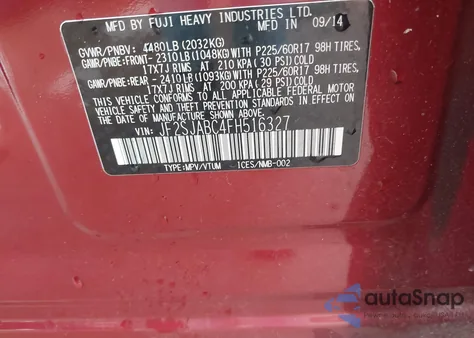 MFD BY FUJI HEAVY INDUSTRIES LTD. 09/14
GVWR/PNBV: 4480LB(2032KG)
GAWR/PNBE:FRONT- 2310LB(1048KG)WITH P225/60R17 98H TIRES,
17X7J RIMS AT 210 KPA(30 PSI)COLD
GAWR/PNBE:REAR- 2410LB(1093KG)WITH P225/60R17 98H TIRES,
17X7J RIMS AT 200 KPA(29 PSI)COLD
THIS VEHICLE CONFORMS TO ALL APPLICABLE FEDERAL MOTOR
VEHICLE SAFETY, BUMPER, AND THEFT PREVENTION STANDARDS
IN EFFECT ON THE DATE OF MANUFACTURE SHOWN ABOVE.
JF2SJABC4FH516327
TYPE:MPV/VTUM ICES/NMB-002
autoSnap